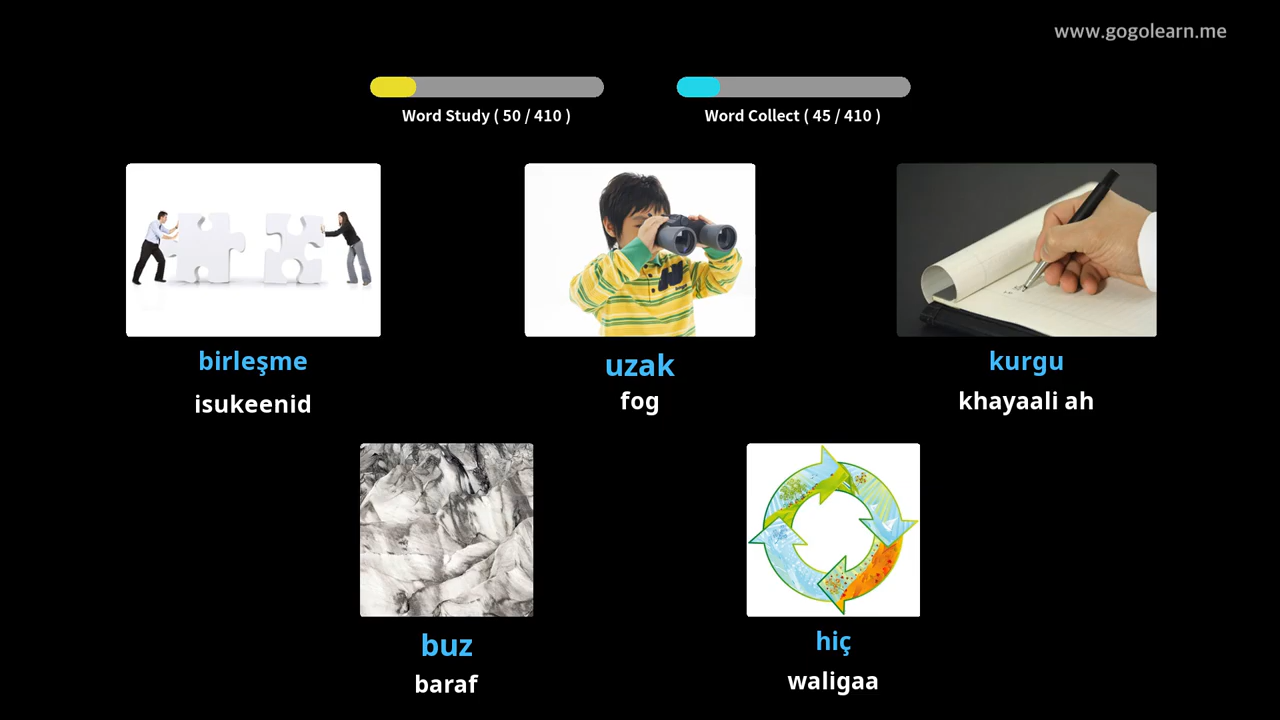 www.gogolearn.me
Word Study ( 50 / 410 )
Word Collect ( 45 / 410 )
birleşme
isukeenid
uzak
fog
kurgu
khayaali ah
buz
baraf
hiç
waligaa